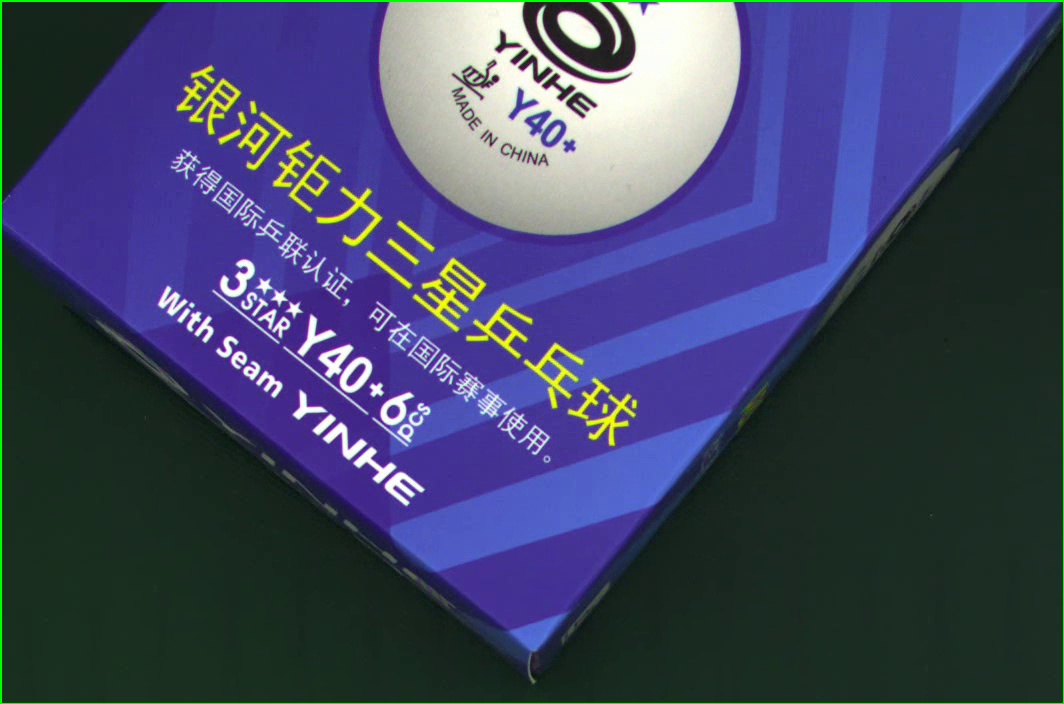 YINHE
ITTF
Y40+
MADE IN CHINA
银河钜力三星乒乓球
获得国际乒联认证，可在国际赛事使用。
3 ★★★ STAR Y40+ 6 PCS
With Seam YINHE